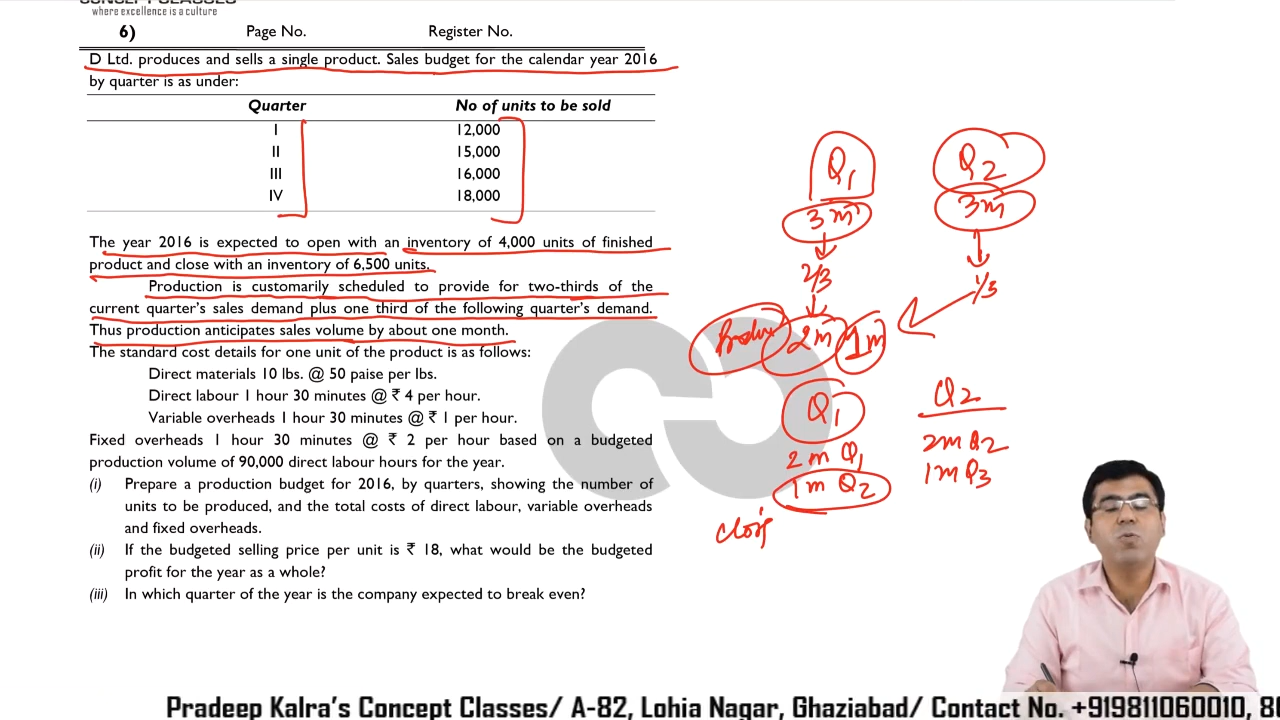 CONCEPT CLASSES
where excellence is a culture
6) Page No. Register No.
D Ltd. produces and sells a single product. Sales budget for the calendar year 2016
by quarter is as under:
Quarter No of units to be sold
I 12,000
II 15,000
III 16,000
IV 18,000
The year 2016 is expected to open with an inventory of 4,000 units of finished
product and close with an inventory of 6,500 units.
Production is customarily scheduled to provide for two-thirds of the
current quarter's sales demand plus one third of the following quarter's demand.
Thus production anticipates sales volume by about one month.
The standard cost details for one unit of the product is as follows:
Direct materials 10 lbs. @ 50 paise per lbs.
Direct labour 1 hour 30 minutes @ ₹ 4 per hour.
Variable overheads 1 hour 30 minutes @ ₹ 1 per hour.
Fixed overheads 1 hour 30 minutes @ ₹ 2 per hour based on a budgeted
production volume of 90,000 direct labour hours for the year.
(i) Prepare a production budget for 2016, by quarters, showing the number of
units to be produced, and the total costs of direct labour, variable overheads
and fixed overheads.
(ii) If the budgeted selling price per unit is ₹ 18, what would be the budgeted
profit for the year as a whole?
(iii) In which quarter of the year is the company expected to break even?
Q1 Q2
3m 3m
2/3 1/3
2m 1m
Q1 Q2
2m Q1 2m Q2
1m Q2 1m Q3
Pradeep Kalra's Concept Classes/ A-82, Lohia Nagar, Ghaziabad/ Contact No. +919811060010, 8